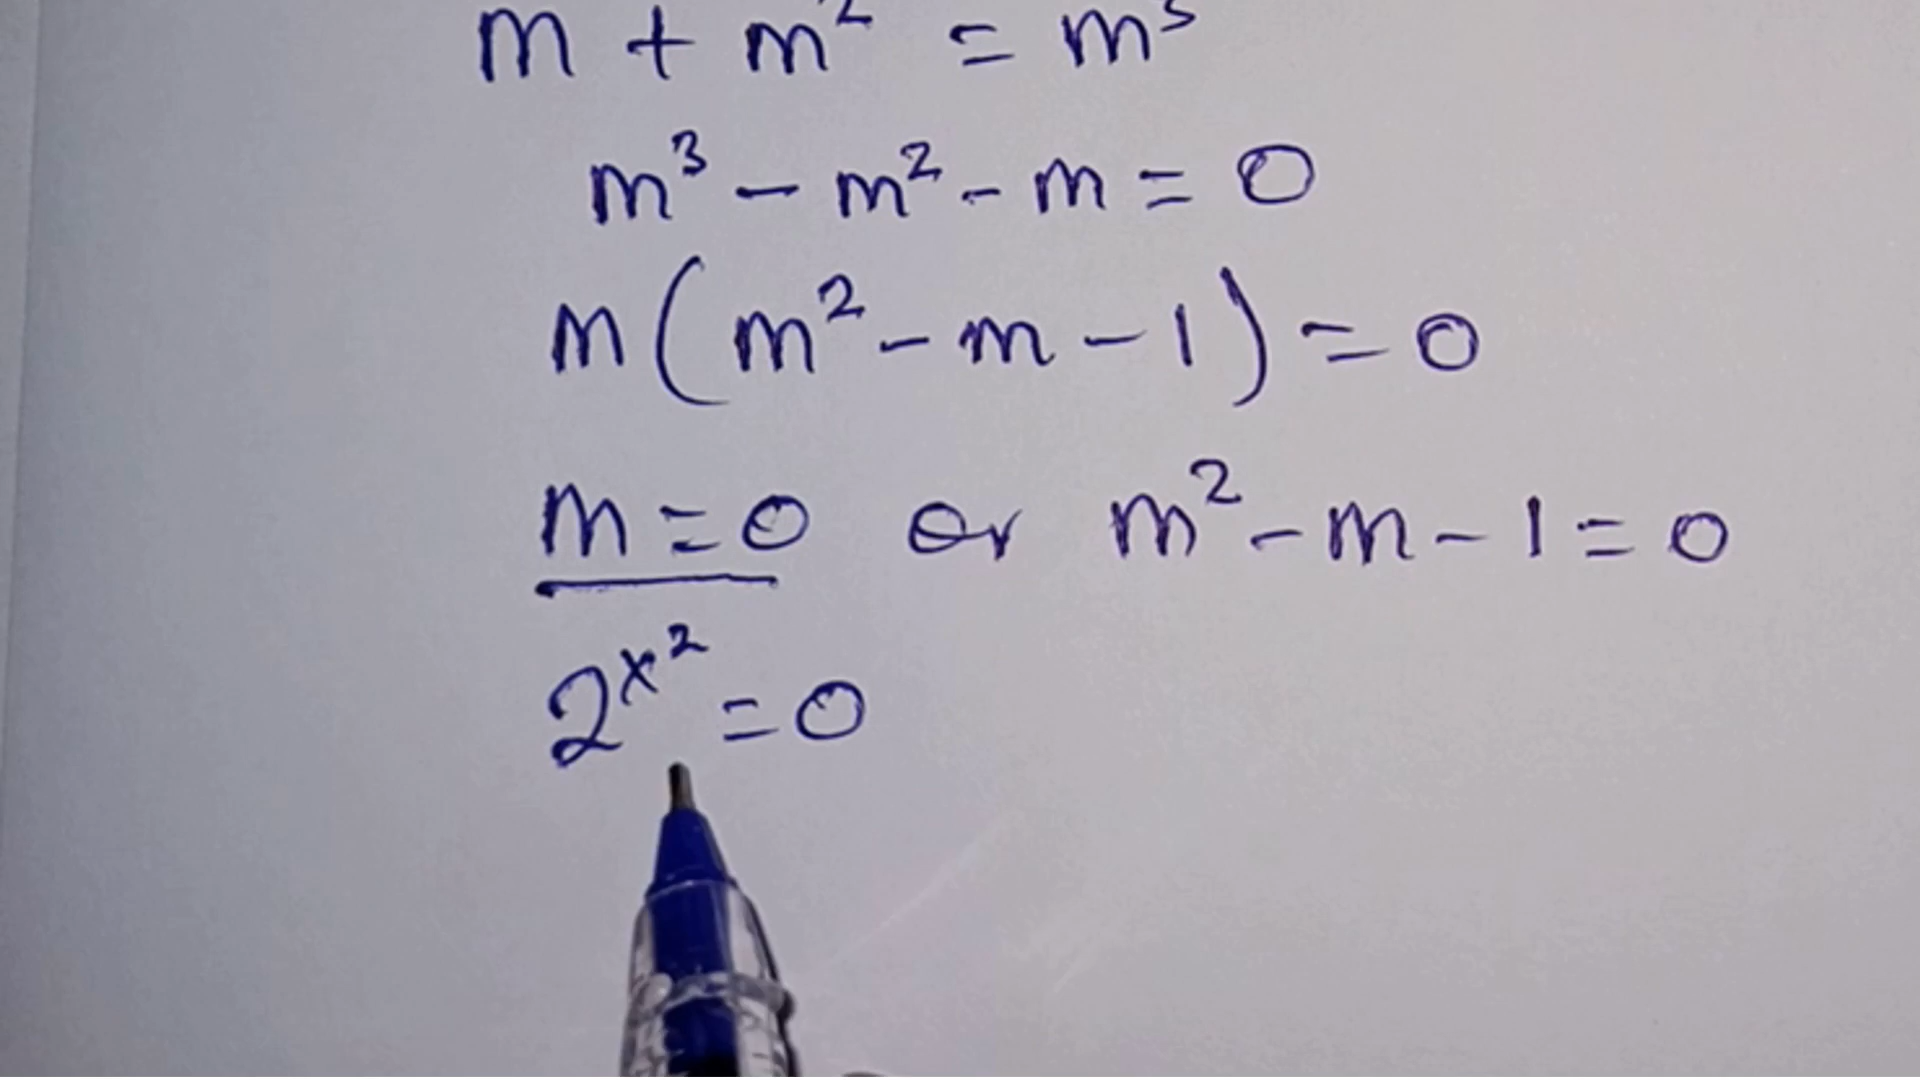 m + m² = m³
m³ - m² - m = 0
m(m² - m - 1) = 0
m = 0 or m² - m - 1 = 0
2^x² = 0